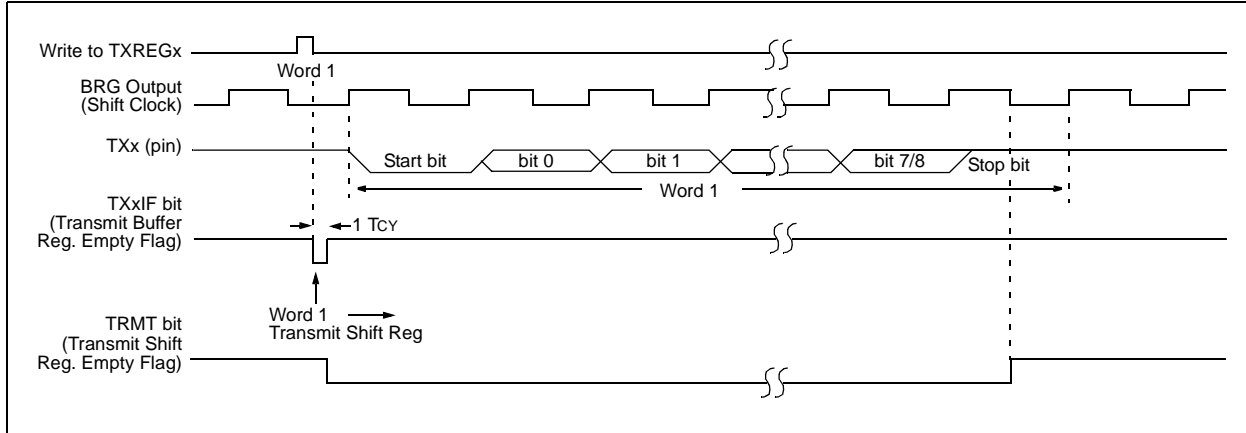 Write to TXREGx
Word 1
BRG Output
(Shift Clock)
TXx (pin)
Start bit
bit 0
bit 1
bit 7/8
Stop bit
Word 1
TXxIF bit
(Transmit Buffer
Reg. Empty Flag)
1 TCY
Word 1
Transmit Shift Reg
TRMT bit
(Transmit Shift
Reg. Empty Flag)